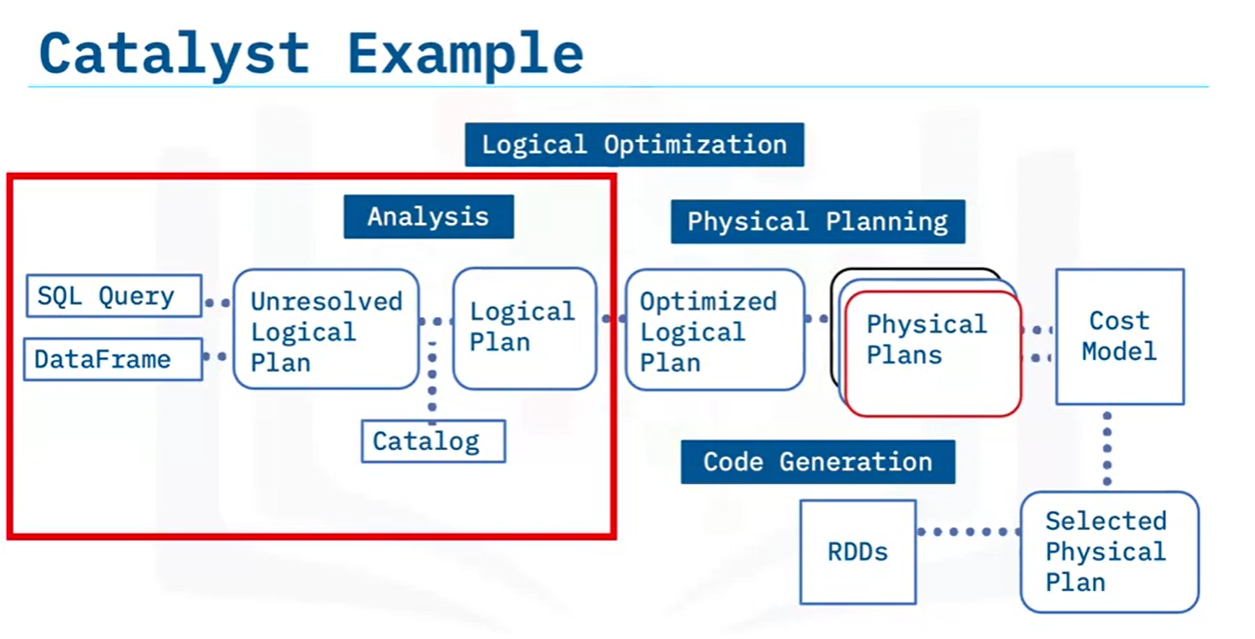 Catalyst Example
Logical Optimization
Analysis
Physical Planning
SQL Query
DataFrame
Unresolved
Logical
Plan
Logical
Plan
Catalog
Optimized
Logical
Plan
Physical
Plans
Cost
Model
Code Generation
RDDs
Selected
Physical
Plan